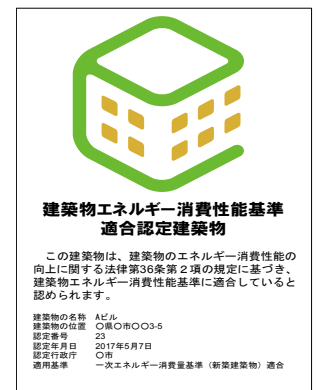 建築物エネルギー消費性能基準
適合認定建築物
この建築物は、建築物のエネルギー消費性能の
向上に関する法律第36条第２項の規定に基づき、
建築物エネルギー消費性能基準に適合していると
認められます。
建築物の名称 Aビル
建築物の位置 〇県〇市〇〇3-5
認定番号 23
認定年月日 2017年5月7日
認定行政庁 〇市
適用基準 一次エネルギー消費量基準（新築建築物）適合